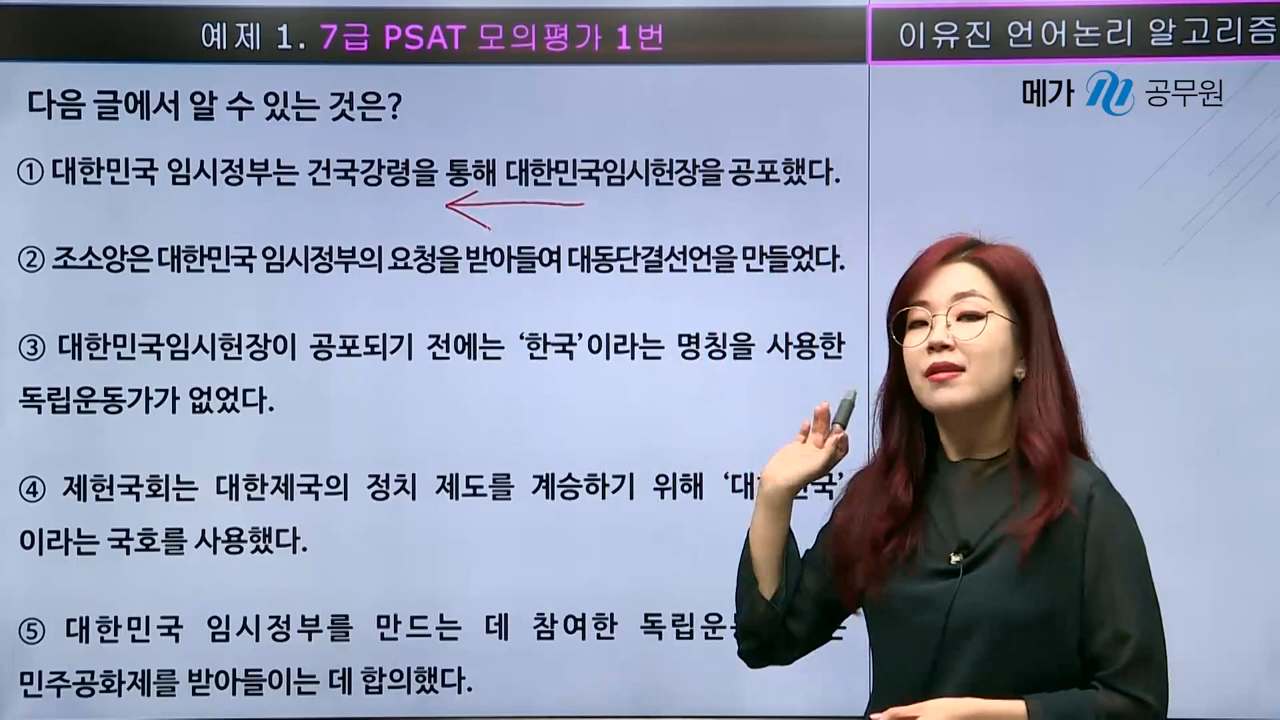 예제 1. 7급 PSAT 모의평가 1번
이유진 언어논리 알고리즘
메가 공무원
다음 글에서 알 수 있는 것은?
① 대한민국 임시정부는 건국강령을 통해 대한민국임시헌장을 공포했다.
② 조소앙은 대한민국 임시정부의 요청을 받아들여 대동단결선언을 만들었다.
③ 대한민국임시헌장이 공포되기 전에는 ‘한국’이라는 명칭을 사용한
독립운동가가 없었다.
④ 제헌국회는 대한제국의 정치 제도를 계승하기 위해
이라는 국호를 사용했다.
⑤ 대한민국 임시정부를 만드는 데 참여한
민주공화제를 받아들이는 데 합의했다.